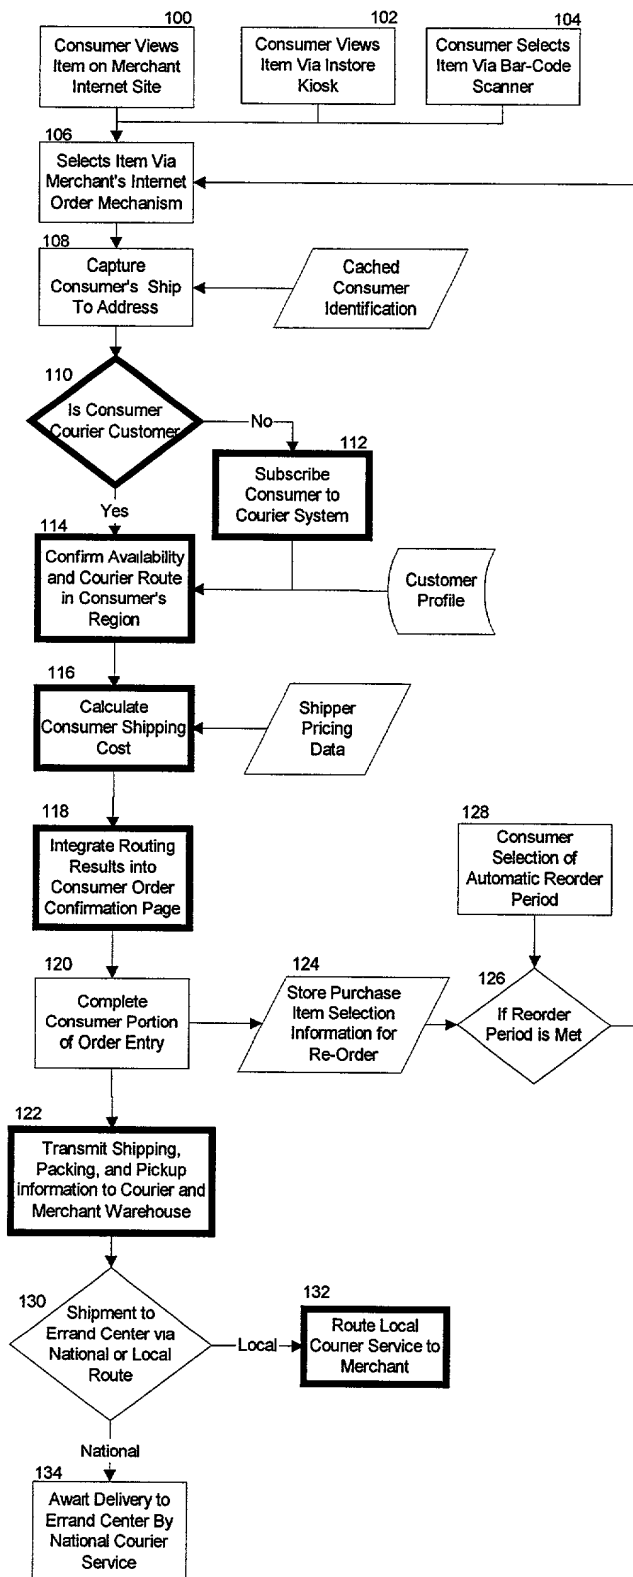 100
Consumer Views
Item on Merchant
Internet Site
102
Consumer Views
Item Via Instore
Kiosk
104
Consumer Selects
Item Via Bar-Code
Scanner
106
Selects Item Via
Merchant's Internet
Order Mechanism
108
Capture
Consumer's Ship
To Address
Cached
Consumer
Identification
110
Is Consumer
Courier Customer
No
112
Subscribe
Consumer to
Courier System
Yes
114
Confirm Availability
and Courier Route
in Consumer's
Region
Customer
Profile
116
Calculate
Consumer Shipping
Cost
Shipper
Pricing
Data
118
Integrate Routing
Results into
Consumer Order
Confirmation Page
128
Consumer
Selection of
Automatic Reorder
Period
120
Complete
Consumer Portion
of Order Entry
124
Store Purchase
Item Selection
Information for
Re-Order
126
If Reorder
Period is Met
122
Transmit Shipping,
Packing, and Pickup
information to Courier and
Merchant Warehouse
130
Shipment to
Errand Center via
National or Local
Route
Local
132
Route Local
Courier Service to
Merchant
National
134
Await Delivery to
Errand Center By
National Courier
Service